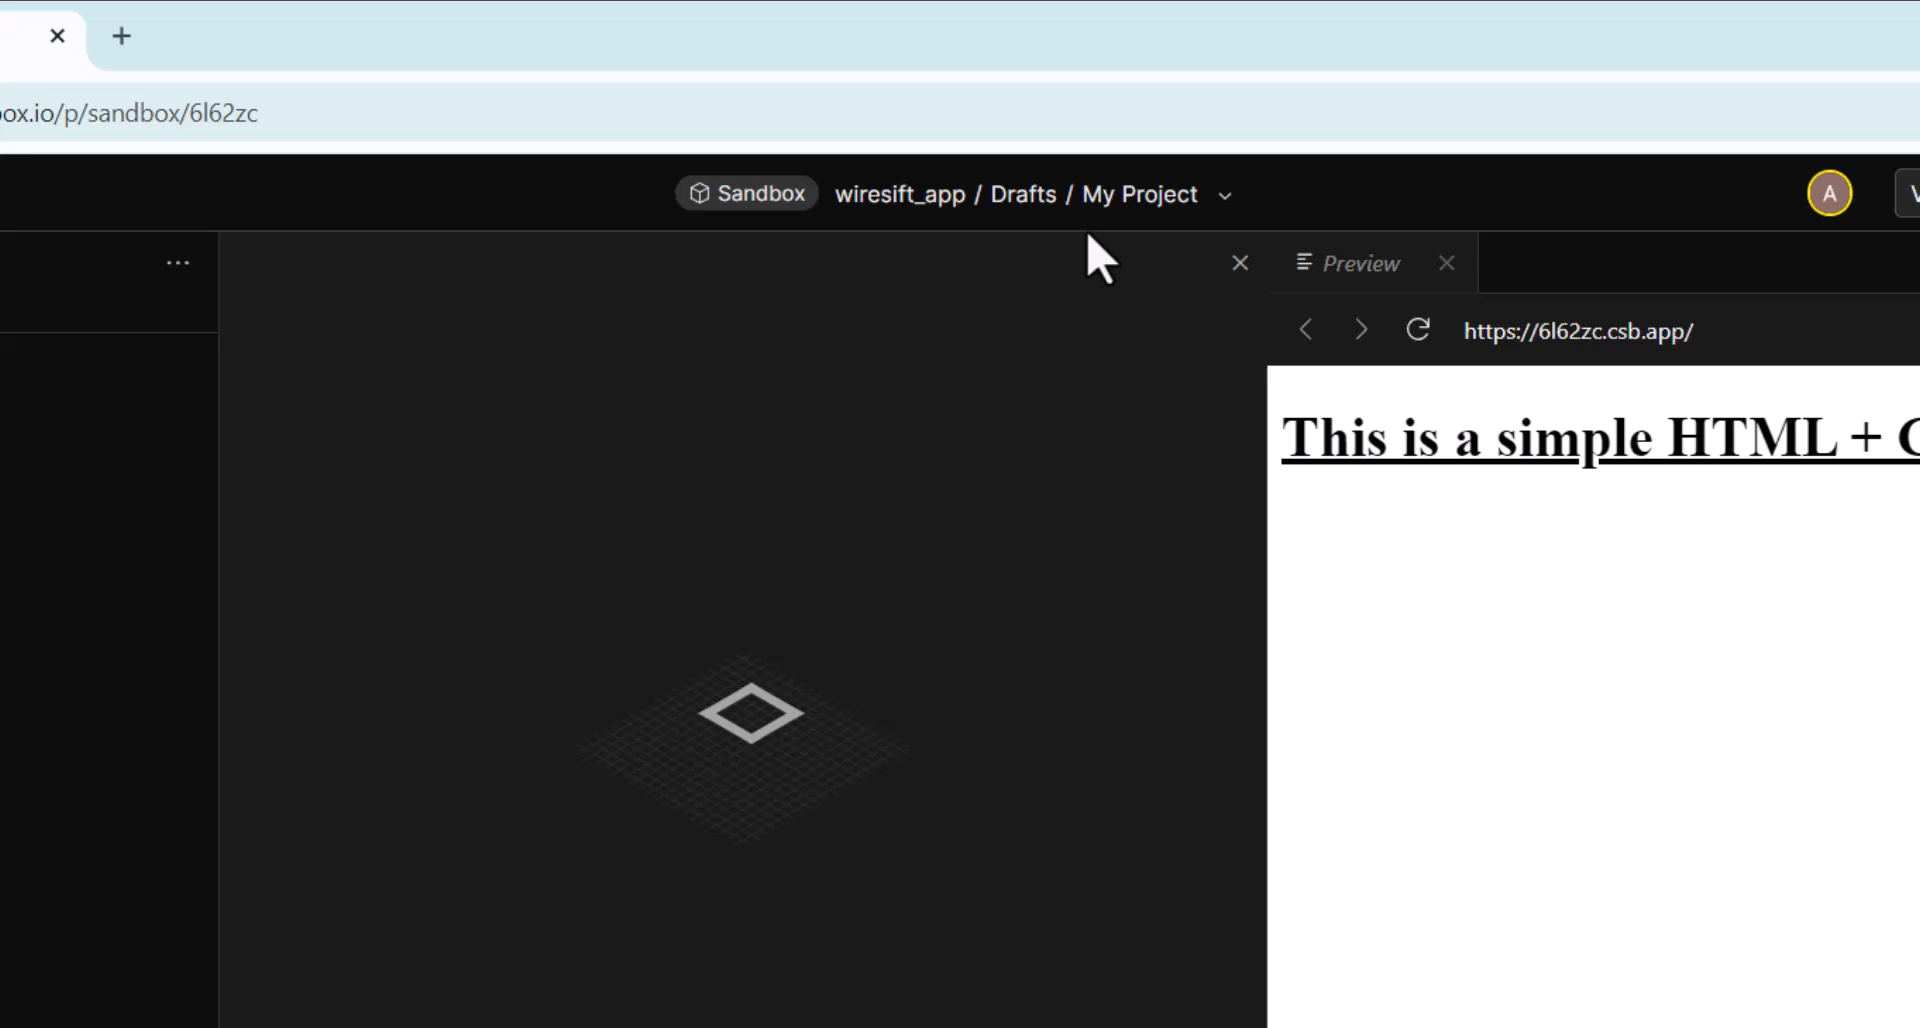 ox.io/p/sandbox/6l62zc
Sandbox wiresift_app / Drafts / My Project
A
Preview
https://6l62zc.csb.app/
This is a simple HTML +